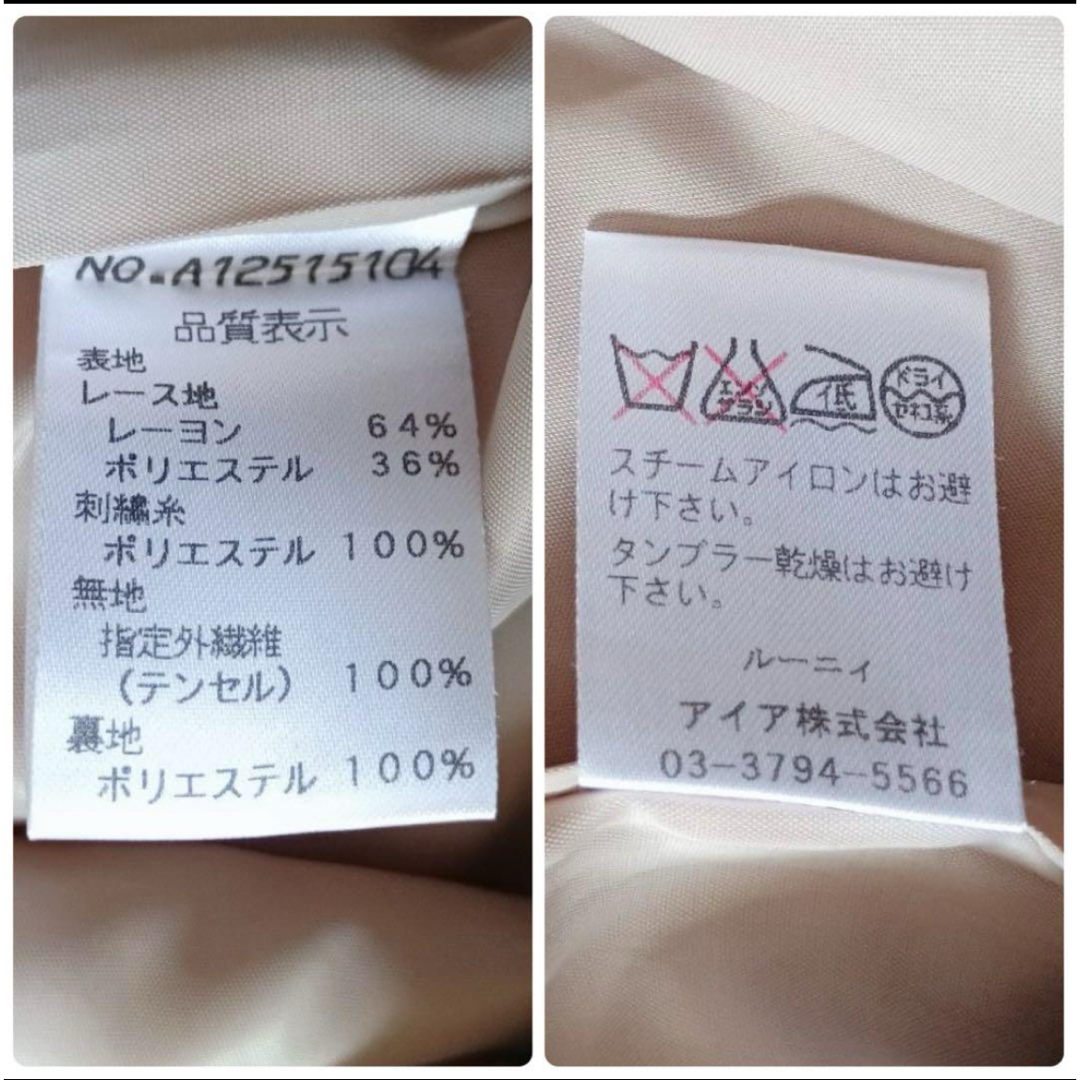 NO.A12515104
品質表示
表地
レース地
レーヨン 64%
ポリエステル 36%
刺繍糸
ポリエステル 100%
無地
指定外繊維
(テンセル) 100%
裏地
ポリエステル 100%
エンソ
サラシ
低
ドライ
セキユ系
スチームアイロンはお避
け下さい。
タンブラー乾燥はお避け
下さい。
ルーニィ
アイア株式会社
03-3794-5566